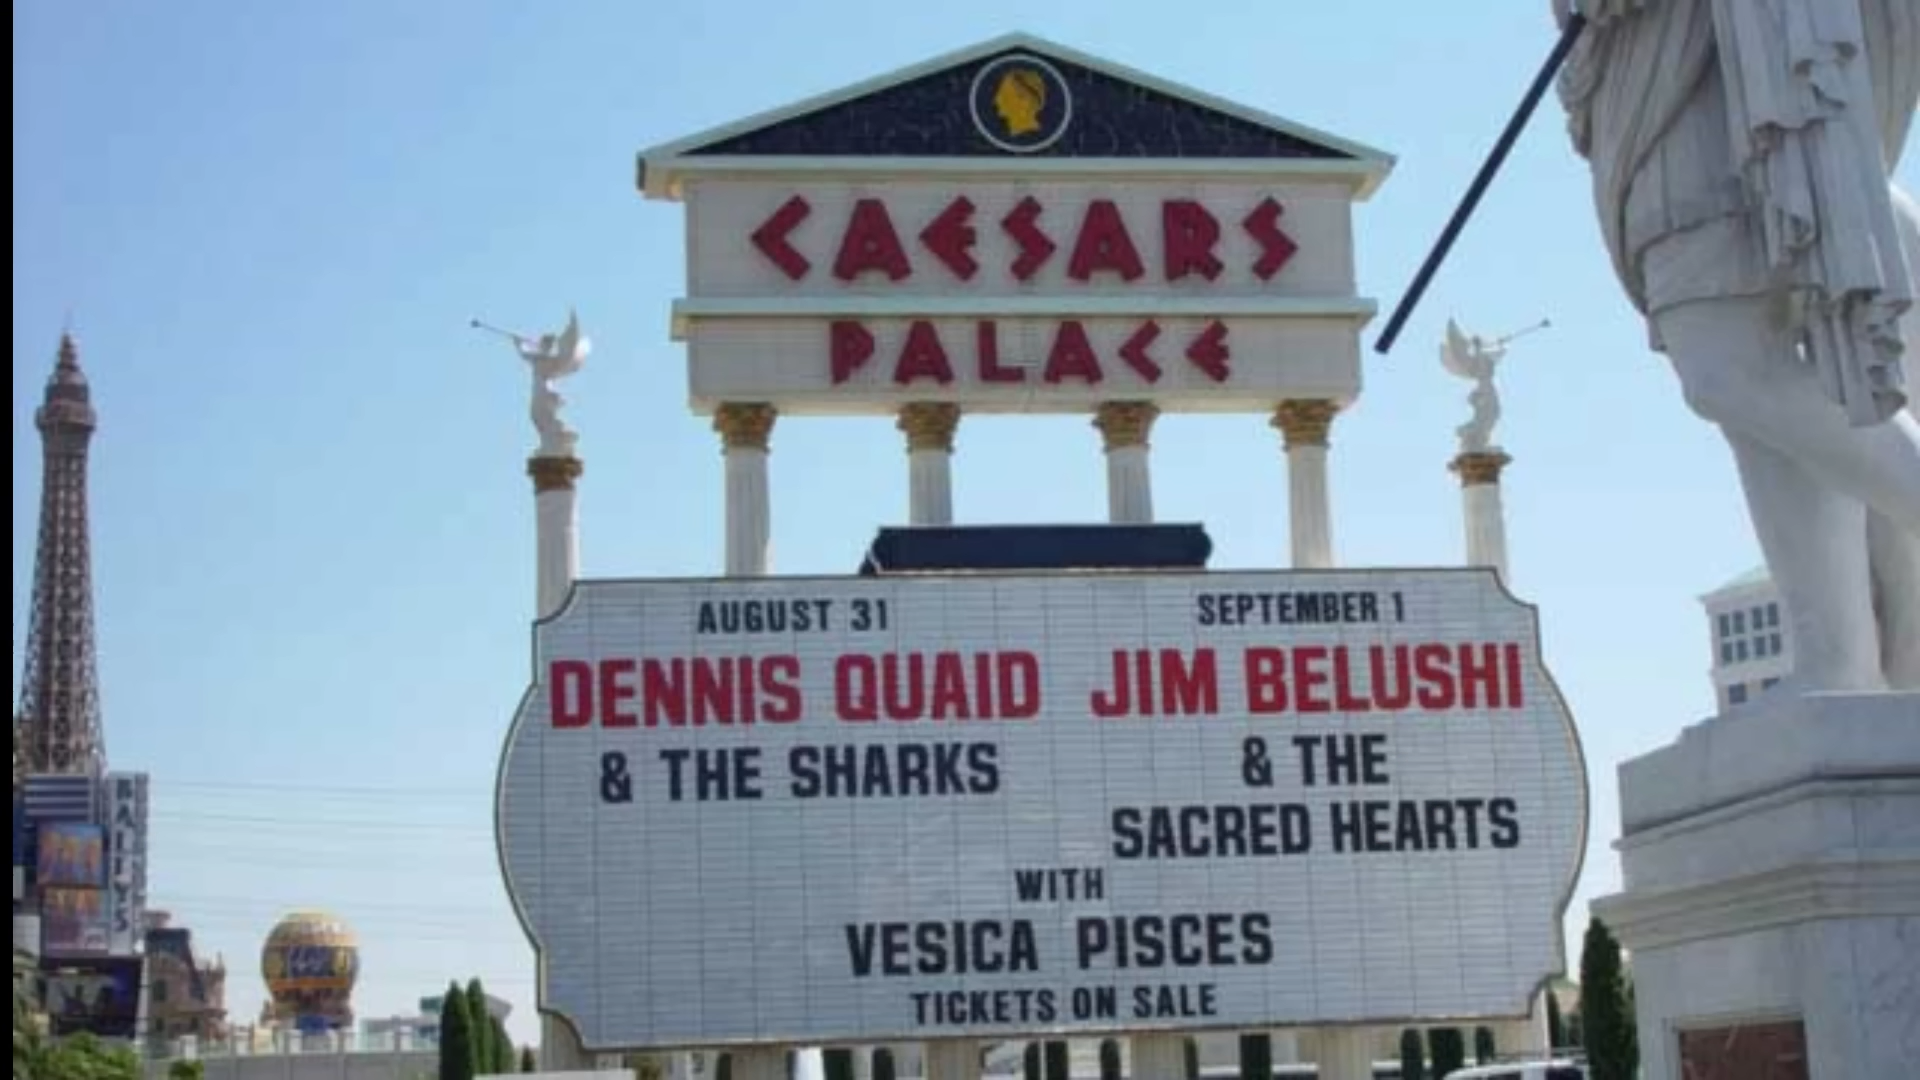 CAESARS
PALACE
AUGUST 31
DENNIS QUAID
& THE SHARKS
SEPTEMBER 1
JIM BELUSHI
& THE
SACRED HEARTS
WITH
VESICA PISCES
TICKETS ON SALE
BALLY'S